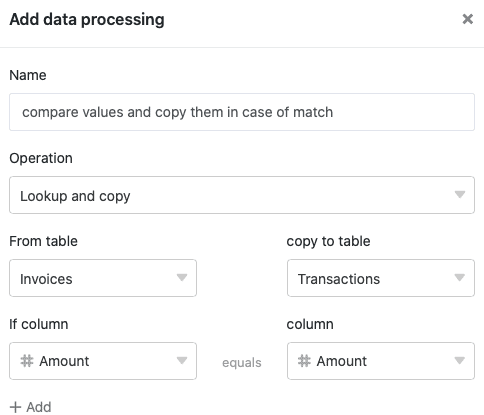 Add data processing ×
Name
compare values and copy them in case of match
Operation
Lookup and copy
From table copy to table
Invoices Transactions
If column column
# Amount equals # Amount
+ Add